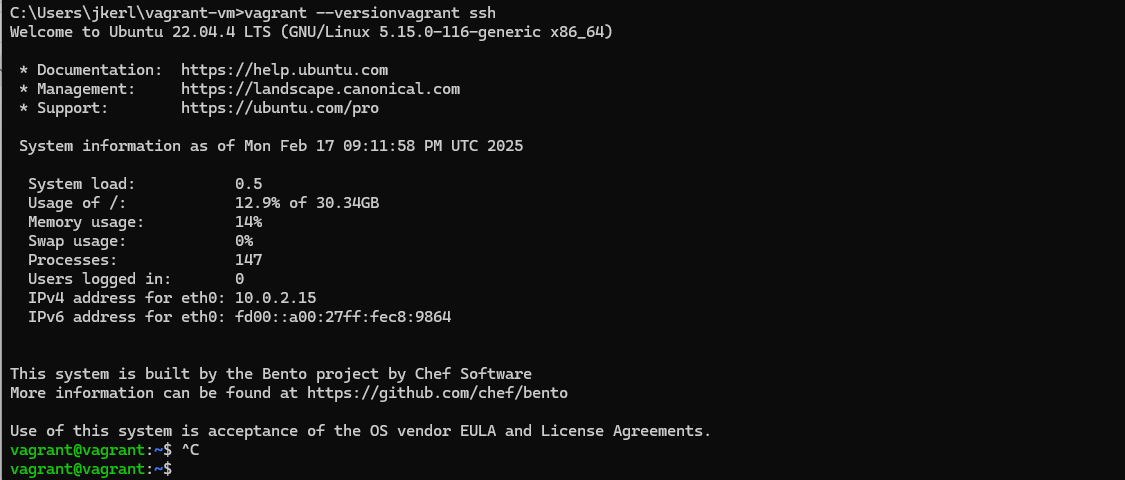 C:\Users\jkerl\vagrant-vm>vagrant --versionvagrant ssh
Welcome to Ubuntu 22.04.4 LTS (GNU/Linux 5.15.0-116-generic x86_64)
* Documentation: https://help.ubuntu.com
* Management: https://landscape.canonical.com
* Support: https://ubuntu.com/pro
System information as of Mon Feb 17 09:11:58 PM UTC 2025
System load: 0.5
Usage of /: 12.9% of 30.34GB
Memory usage: 14%
Swap usage: 0%
Processes: 147
Users logged in: 0
IPv4 address for eth0: 10.0.2.15
IPv6 address for eth0: fd00::a00:27ff:fec8:9864
This system is built by the Bento project by Chef Software
More information can be found at https://github.com/chef/bento
Use of this system is acceptance of the OS vendor EULA and License Agreements.
vagrant@vagrant:~$ ^C
vagrant@vagrant:~$